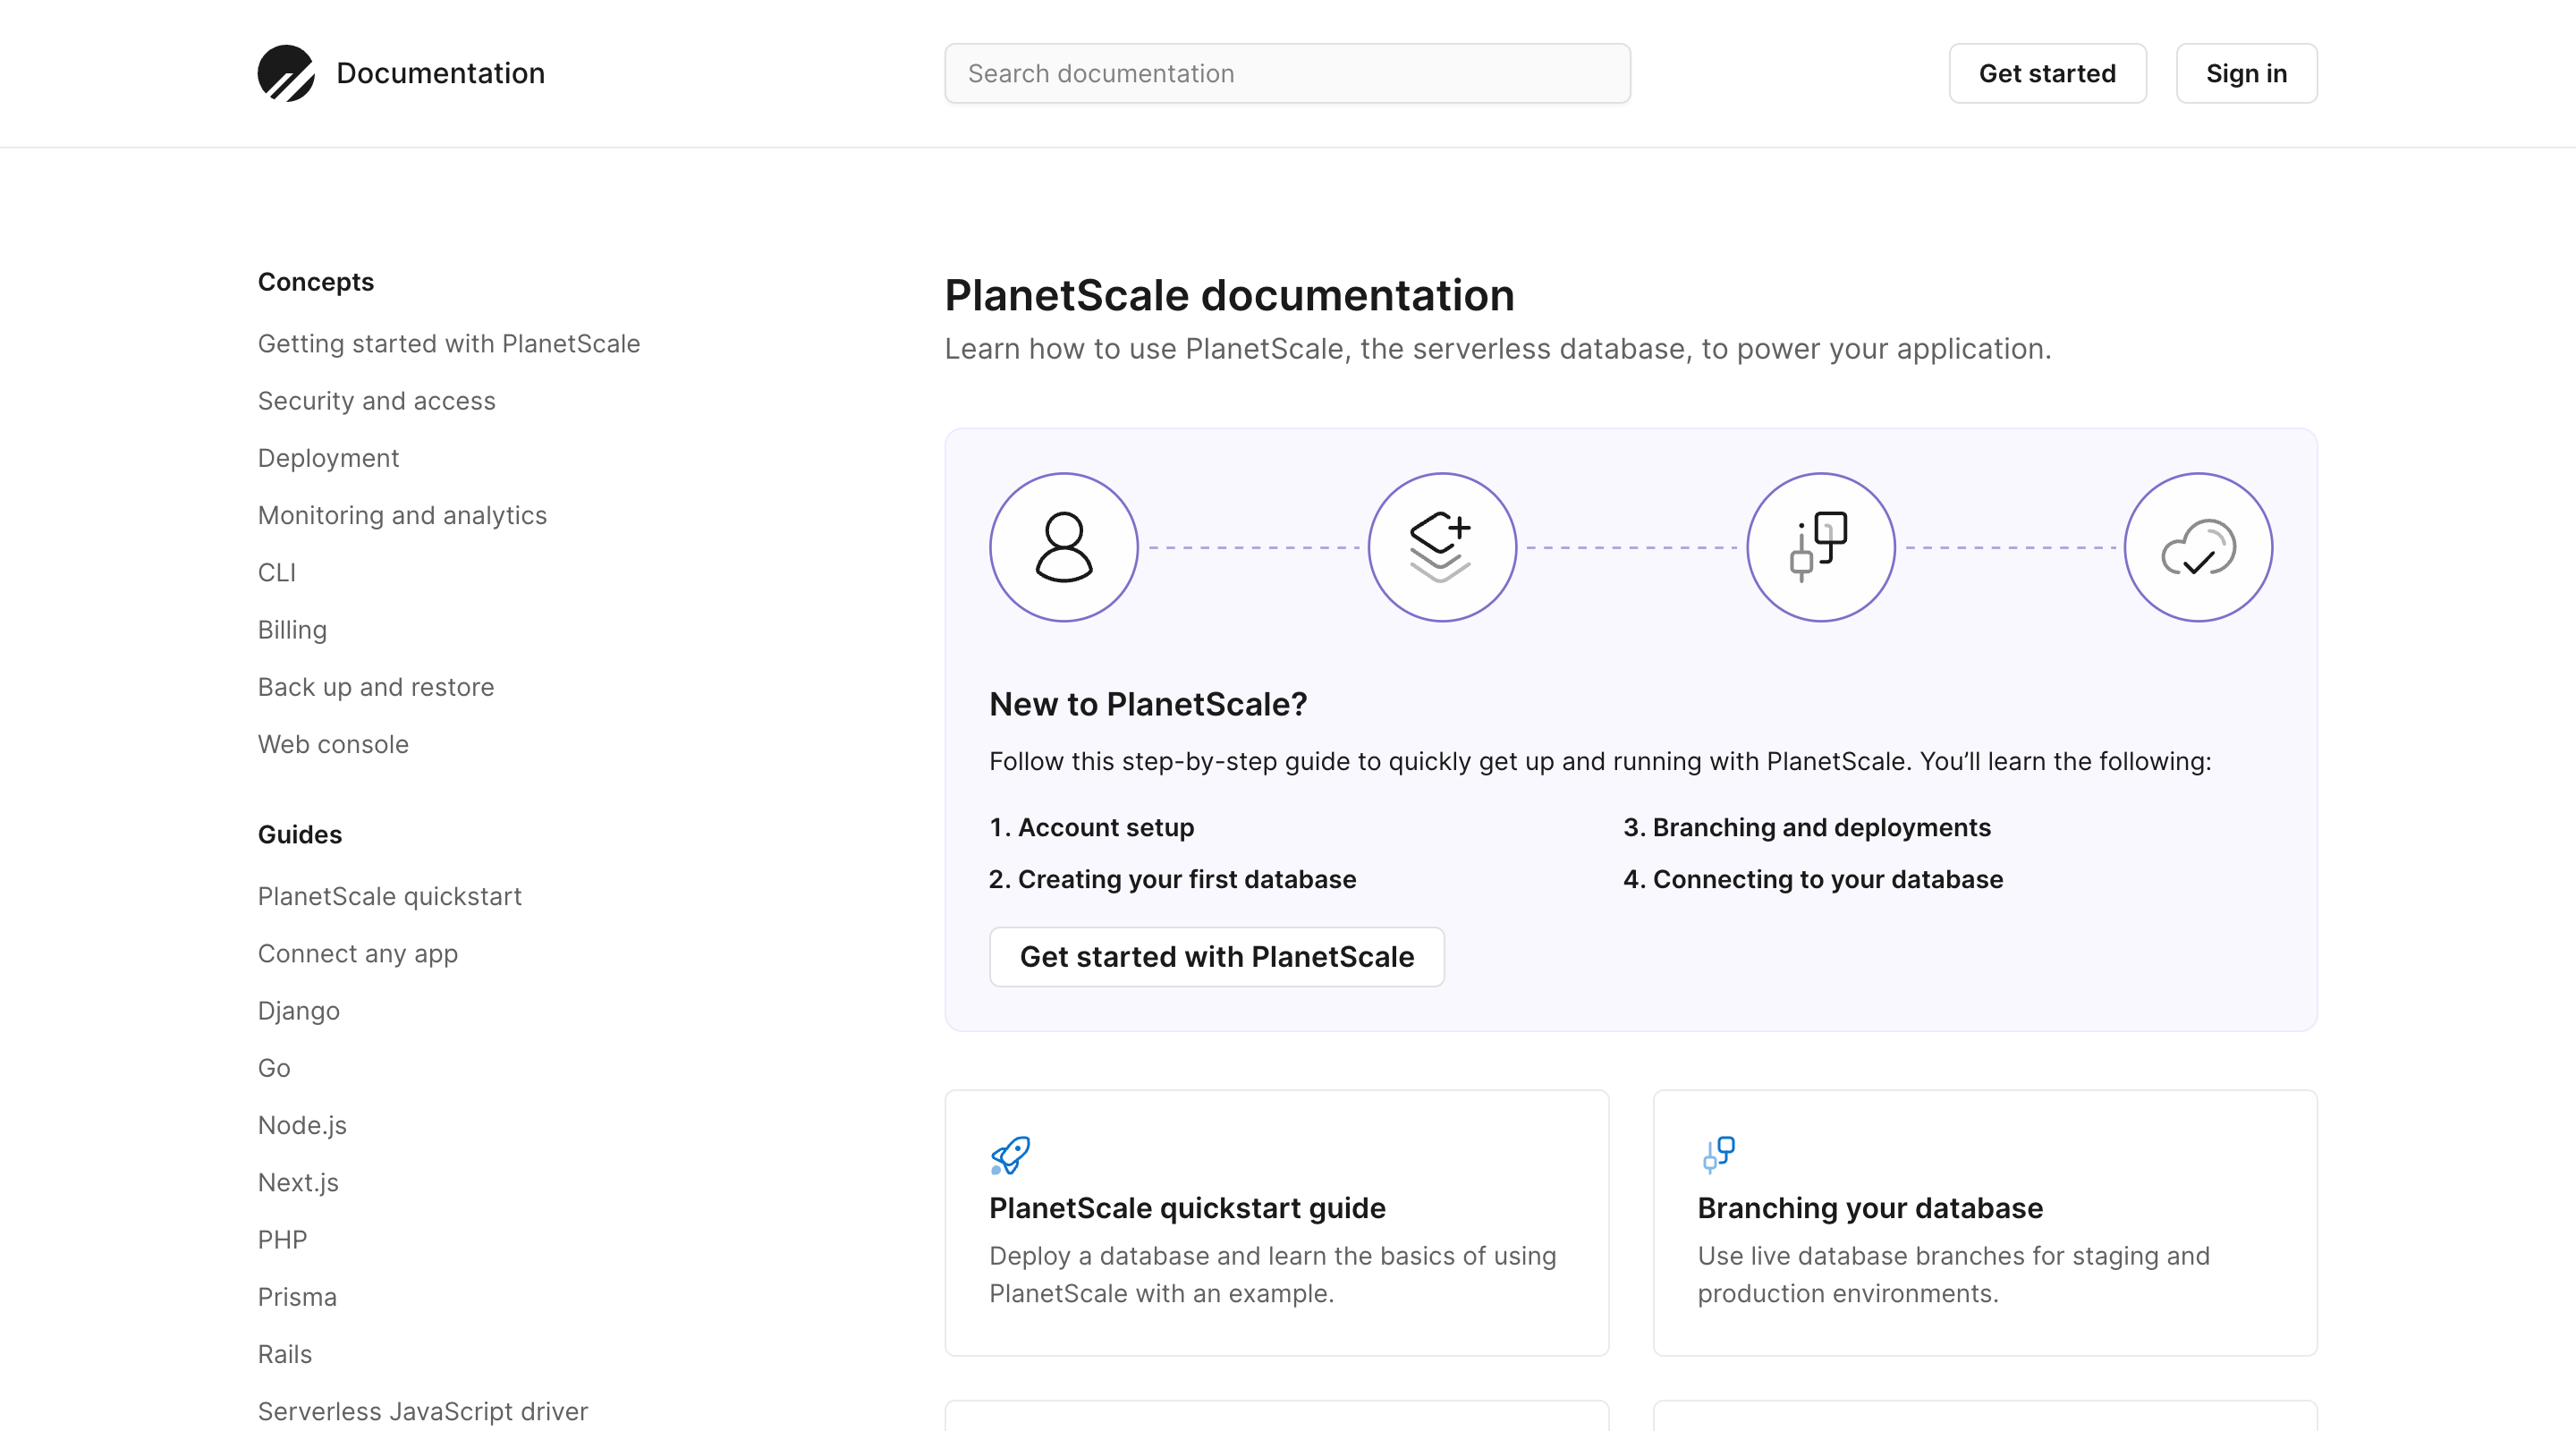 Documentation
Search documentation
Get started
Sign in
Concepts
Getting started with PlanetScale
Security and access
Deployment
Monitoring and analytics
CLI
Billing
Back up and restore
Web console
Guides
PlanetScale quickstart
Connect any app
Django
Go
Node.js
Next.js
PHP
Prisma
Rails
Serverless JavaScript driver
PlanetScale documentation
Learn how to use PlanetScale, the serverless database, to power your application.
New to PlanetScale?
Follow this step-by-step guide to quickly get up and running with PlanetScale. You’ll learn the following:
1. Account setup
2. Creating your first database
3. Branching and deployments
4. Connecting to your database
Get started with PlanetScale
PlanetScale quickstart guide
Deploy a database and learn the basics of using
PlanetScale with an example.
Branching your database
Use live database branches for staging and
production environments.